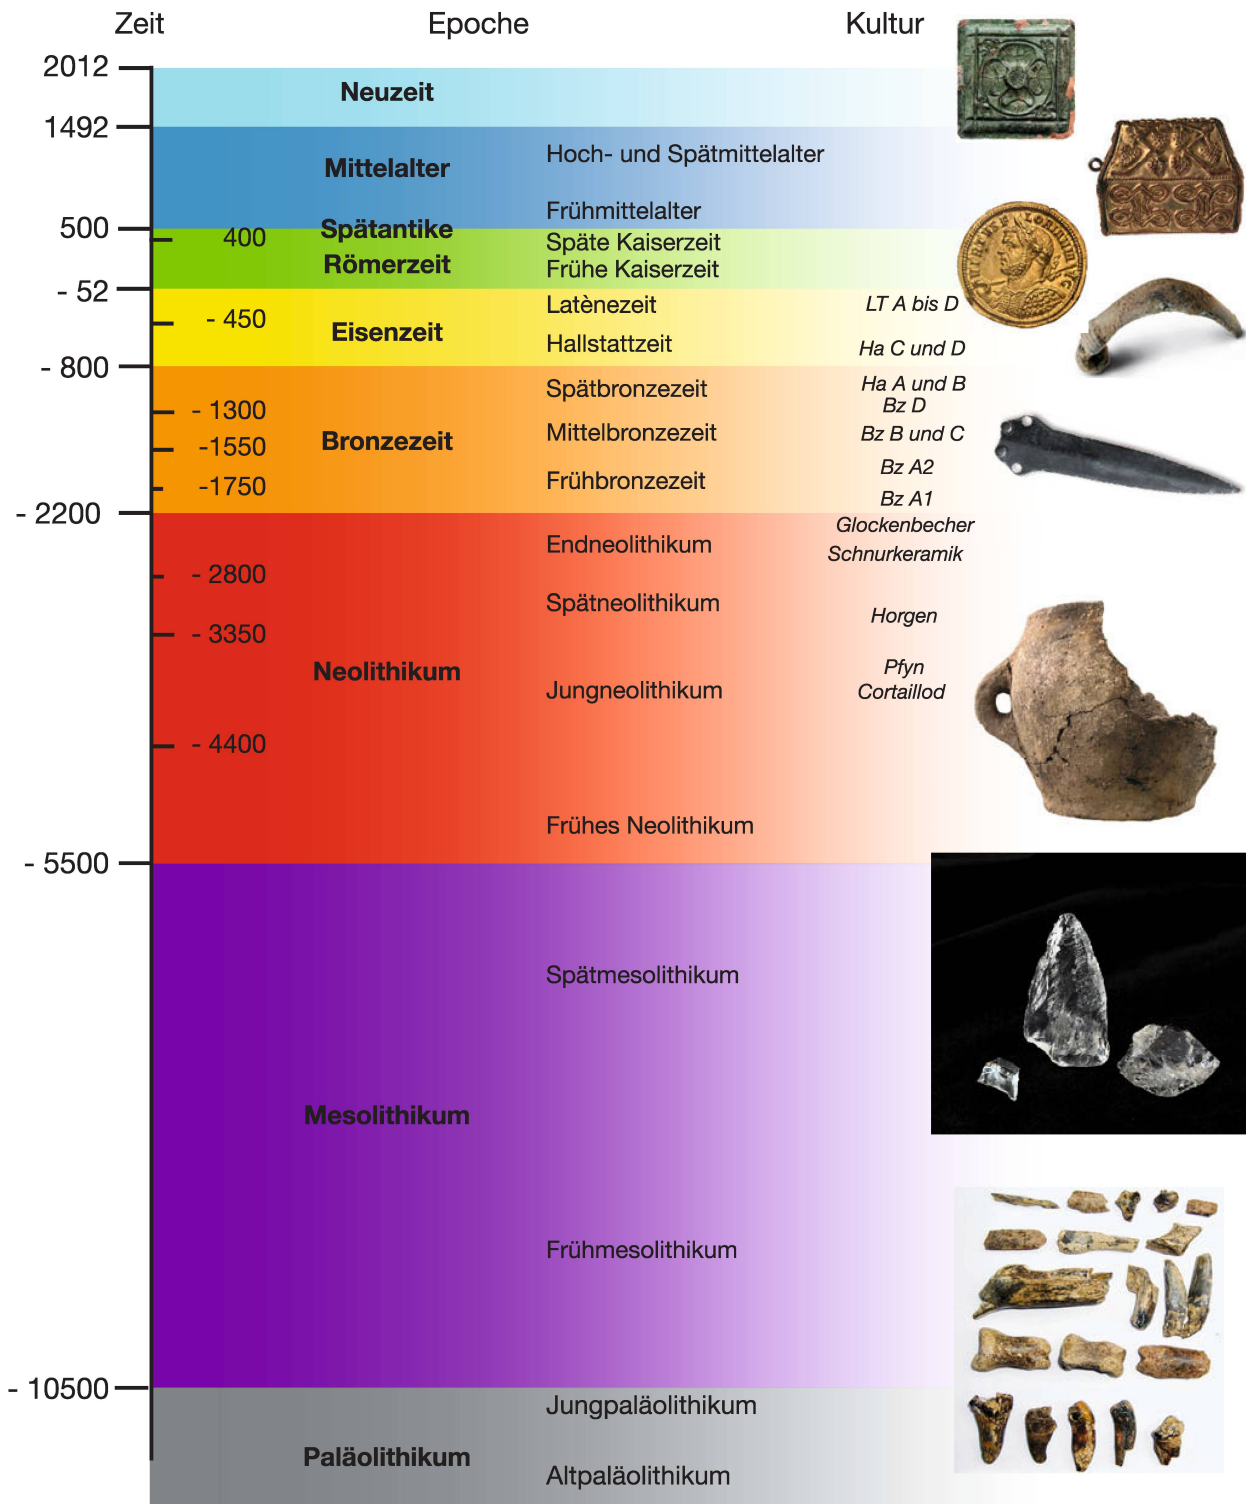 Zeit Epoche Kultur
2012
Neuzeit
1492
Hoch- und Spätmittelalter
Mittelalter
Frühmittelalter
500 Spätantike
400 Späte Kaiserzeit
Römerzeit Frühe Kaiserzeit
- 52
Latènezeit LT A bis D
- 450
Eisenzeit
Hallstattzeit Ha C und D
- 800
Spätbronzezeit Ha A und B
- 1300 Bz D
Bronzezeit Mittelbronzezeit Bz B und C
-1550
Bz A2
-1750 Frühbronzezeit
Bz A1
- 2200
Glockenbecher
Endneolithikum Schnurkeramik
- 2800
Spätneolithikum Horgen
- 3350
Neolithikum Pfyn
Jungneolithikum Cortaillod
- 4400
Frühes Neolithikum
- 5500
Spätmesolithikum
Mesolithikum
Frühmesolithikum
- 10500
Jungpaläolithikum
Paläolithikum
Altpaläolithikum